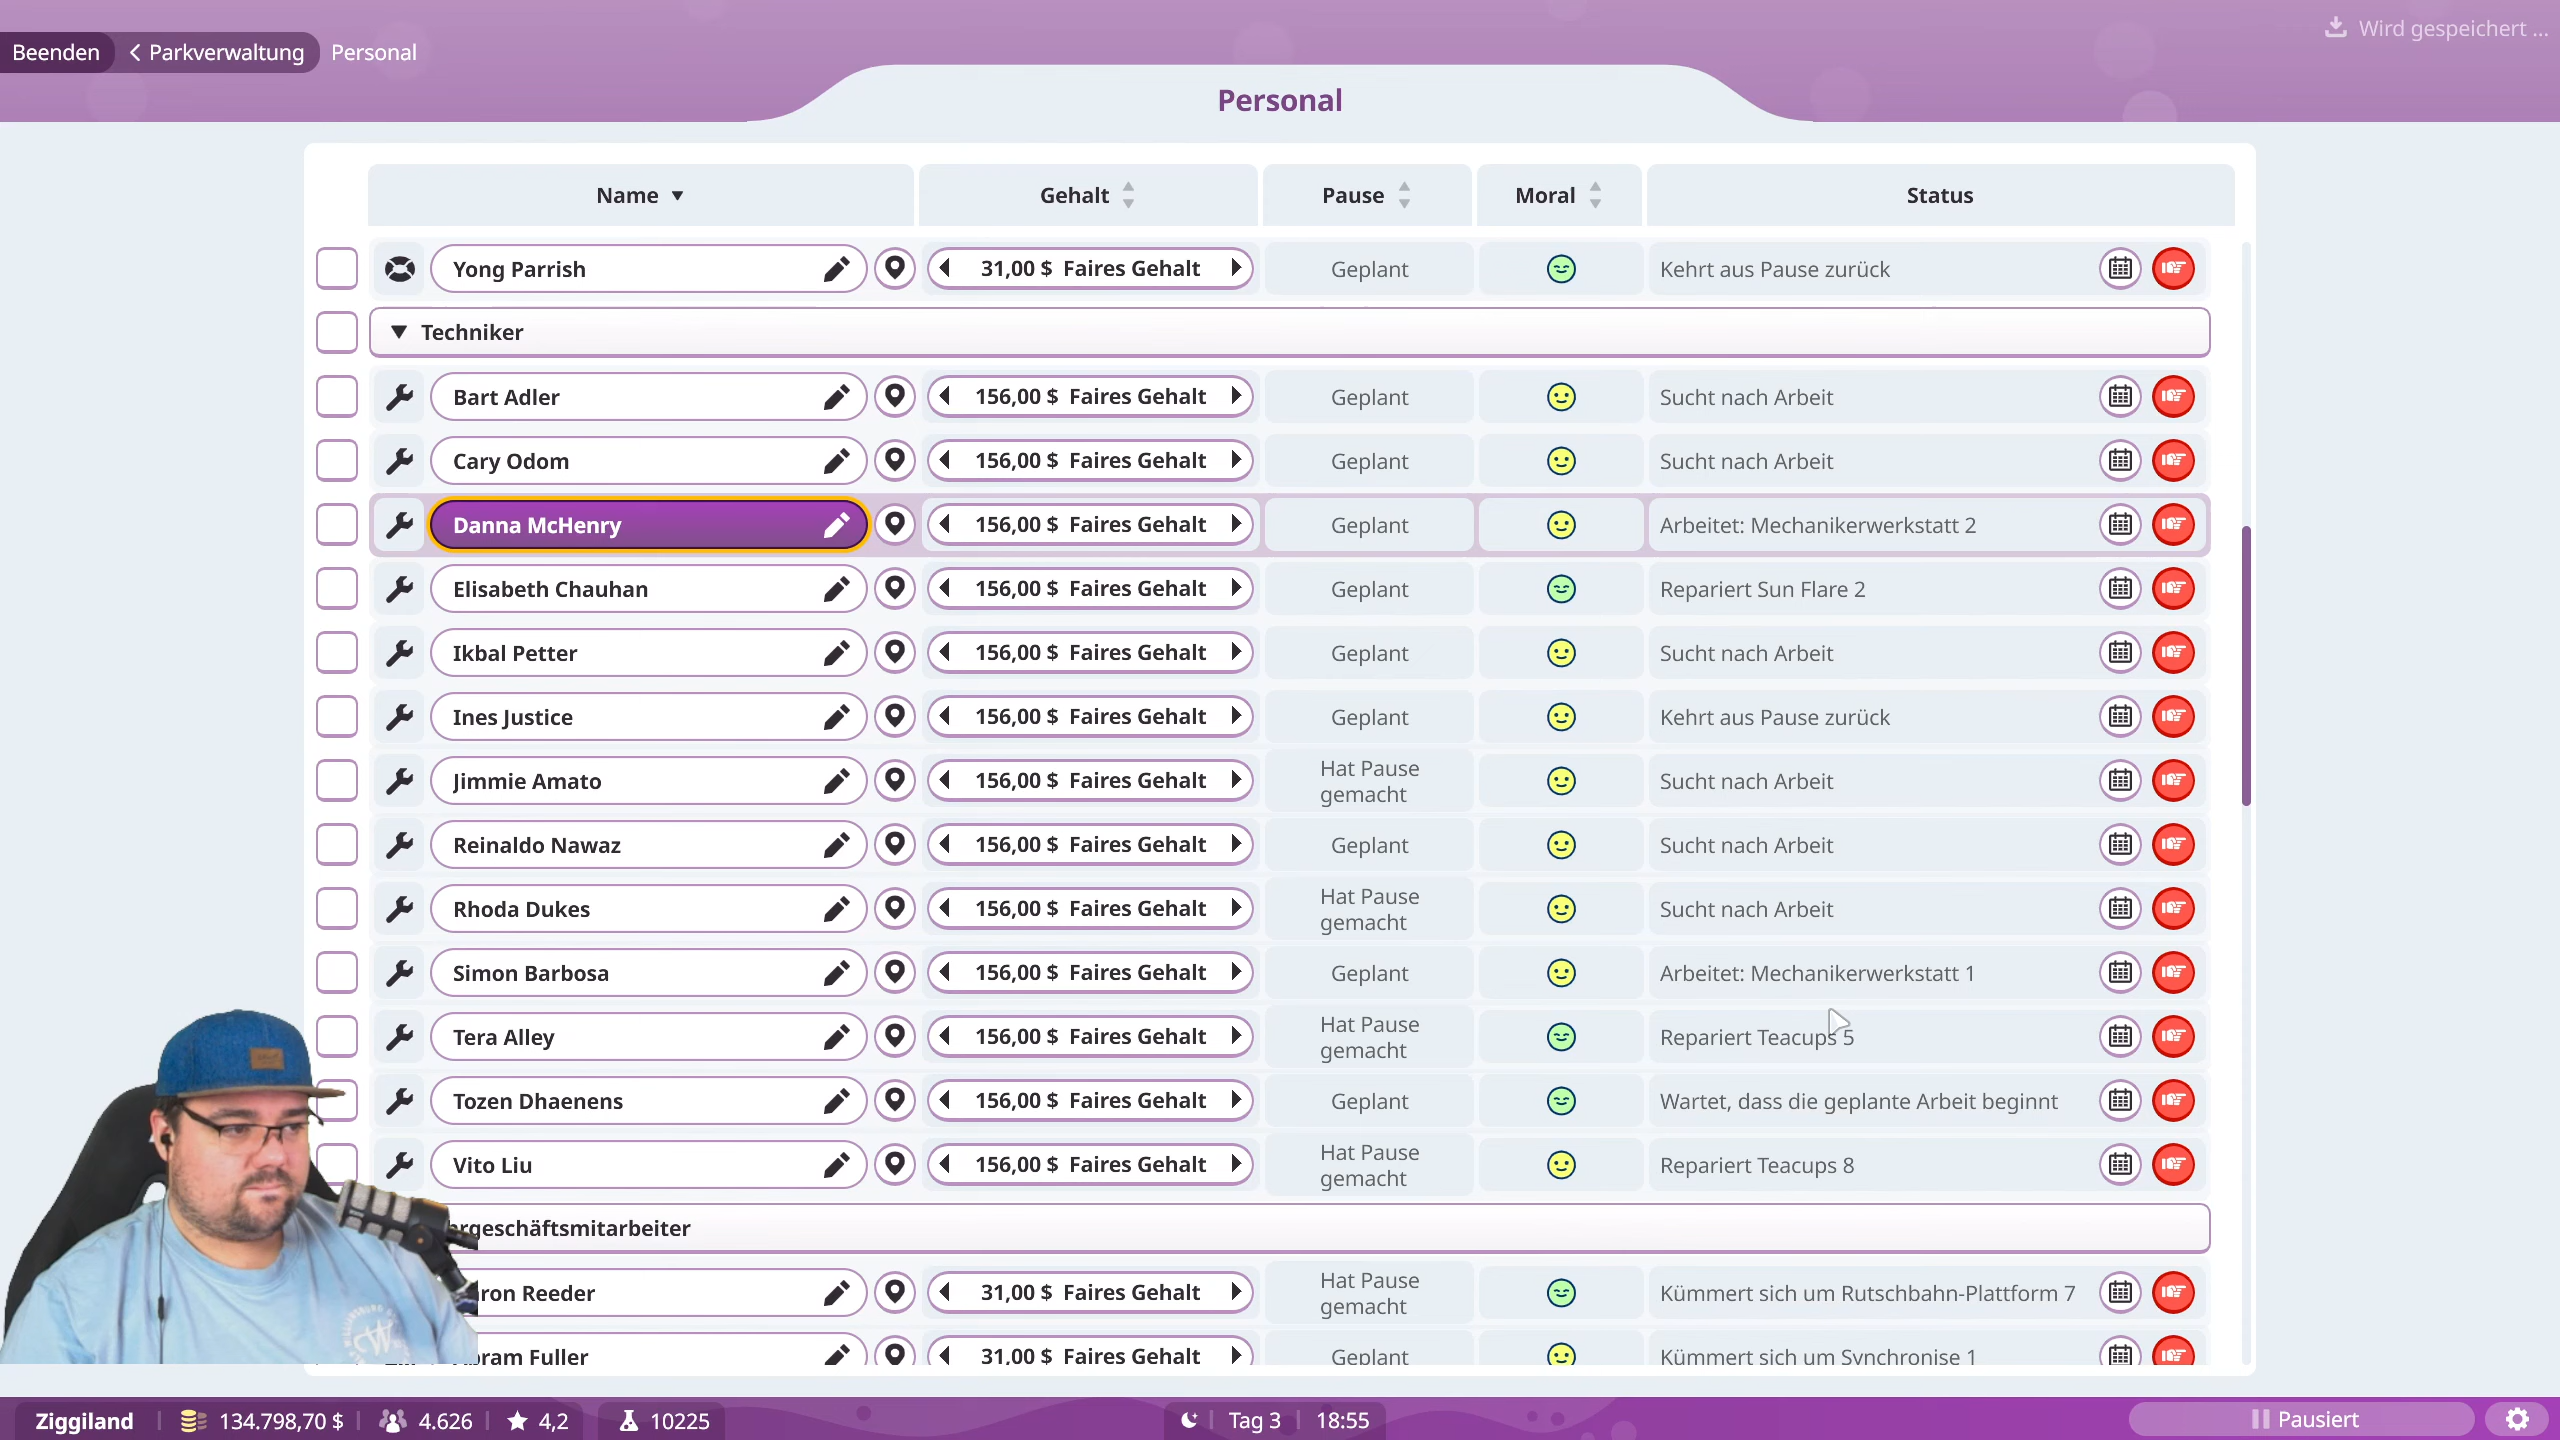 Beenden
Parkverwaltung
Personal
Wird gespeichert ...
Personal
Name Gehalt Pause Moral Status
Yong Parrish 31,00 $ Faires Gehalt Geplant Kehrt aus Pause zurück
Techniker
Bart Adler 156,00 $ Faires Gehalt Geplant Sucht nach Arbeit
Cary Odom 156,00 $ Faires Gehalt Geplant Sucht nach Arbeit
Danna McHenry 156,00 $ Faires Gehalt Geplant Arbeitet: Mechanikerwerkstatt 2
Elisabeth Chauhan 156,00 $ Faires Gehalt Geplant Repariert Sun Flare 2
Ikbal Petter 156,00 $ Faires Gehalt Geplant Sucht nach Arbeit
Ines Justice 156,00 $ Faires Gehalt Geplant Kehrt aus Pause zurück
Jimmie Amato 156,00 $ Faires Gehalt Hat Pause gemacht Sucht nach Arbeit
Reinaldo Nawaz 156,00 $ Faires Gehalt Geplant Sucht nach Arbeit
Rhoda Dukes 156,00 $ Faires Gehalt Hat Pause gemacht Sucht nach Arbeit
Simon Barbosa 156,00 $ Faires Gehalt Geplant Arbeitet: Mechanikerwerkstatt 1
Tera Alley 156,00 $ Faires Gehalt Hat Pause gemacht Repariert Teacups 5
Tozen Dhaenens 156,00 $ Faires Gehalt Geplant Wartet, dass die geplante Arbeit beginnt
Vito Liu 156,00 $ Faires Gehalt Hat Pause gemacht Repariert Teacups 8
rgeschäftsmitarbeiter
ron Reeder 31,00 $ Faires Gehalt Hat Pause gemacht Kümmert sich um Rutschbahn-Plattform 7
ram Fuller 31,00 $ Faires Gehalt Geplant Kümmert sich um Synchronise 1
Ziggiland 134.798,70 $ 4.626 4,2 10225 Tag 3 18:55 Pausiert